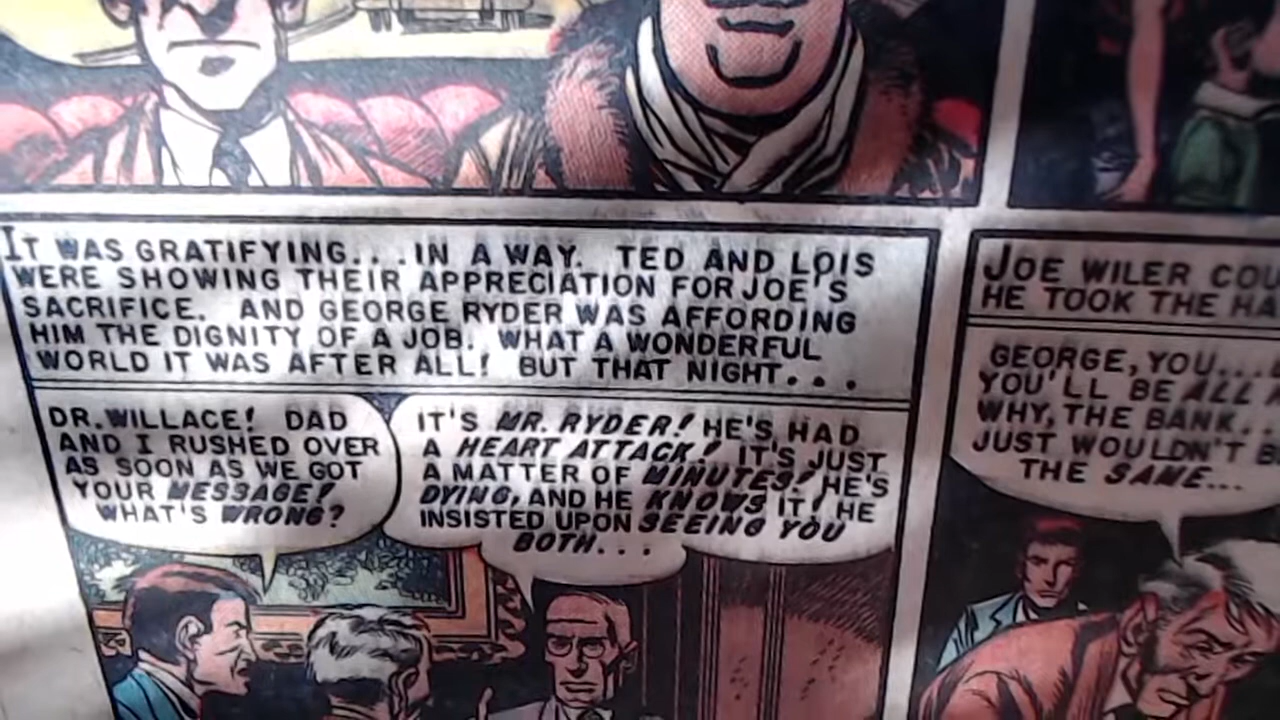 IT WAS GRATIFYING... IN A WAY. TED AND LOIS
WERE SHOWING THEIR APPRECIATION FOR JOE'S
SACRIFICE. AND GEORGE RYDER WAS AFFORDING
HIM THE DIGNITY OF A JOB. WHAT A WONDERFUL
WORLD IT WAS AFTER ALL! BUT THAT NIGHT...
DR. WILLACE! DAD
AND I RUSHED OVER
AS SOON AS WE GOT
YOUR MESSAGE!
WHAT'S WRONG?
IT'S MR. RYDER! HE'S HAD
A HEART ATTACK! IT'S JUST
A MATTER OF MINUTES! HE'S
DYING, AND HE KNOWS IT! HE
INSISTED UPON SEEING YOU
BOTH...
JOE WILER
HE TOOK THE
GEORGE, YOU...
YOU'LL BE ALL
WHY, THE BANK..
JUST WOULDN'T
THE SAME...